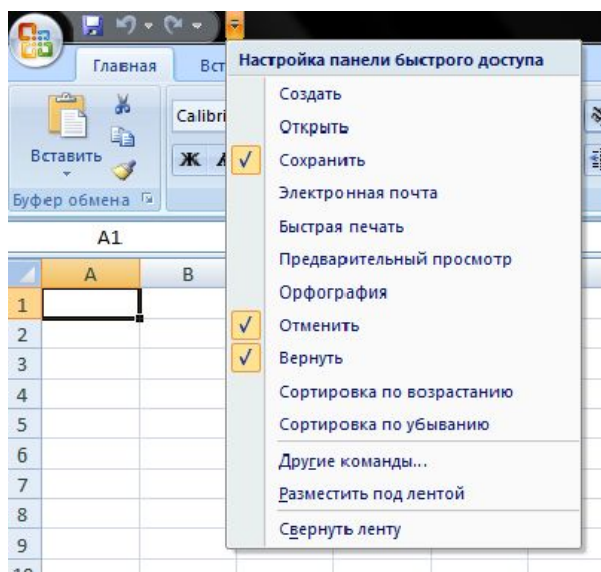 Главная
Вст
Настройка панели быстрого доступа
Создать
Открыть
Сохранить
Электронная почта
Быстрая печать
Предварительный просмотр
Орфография
Отменить
Вернуть
Сортировка по возрастанию
Сортировка по убыванию
Другие команды...
Разместить под лентой
Свернуть ленту
Вставить
Calibri
Ж
Буфер обмена
A1
A B
1
2
3
4
5
6
7
8
9